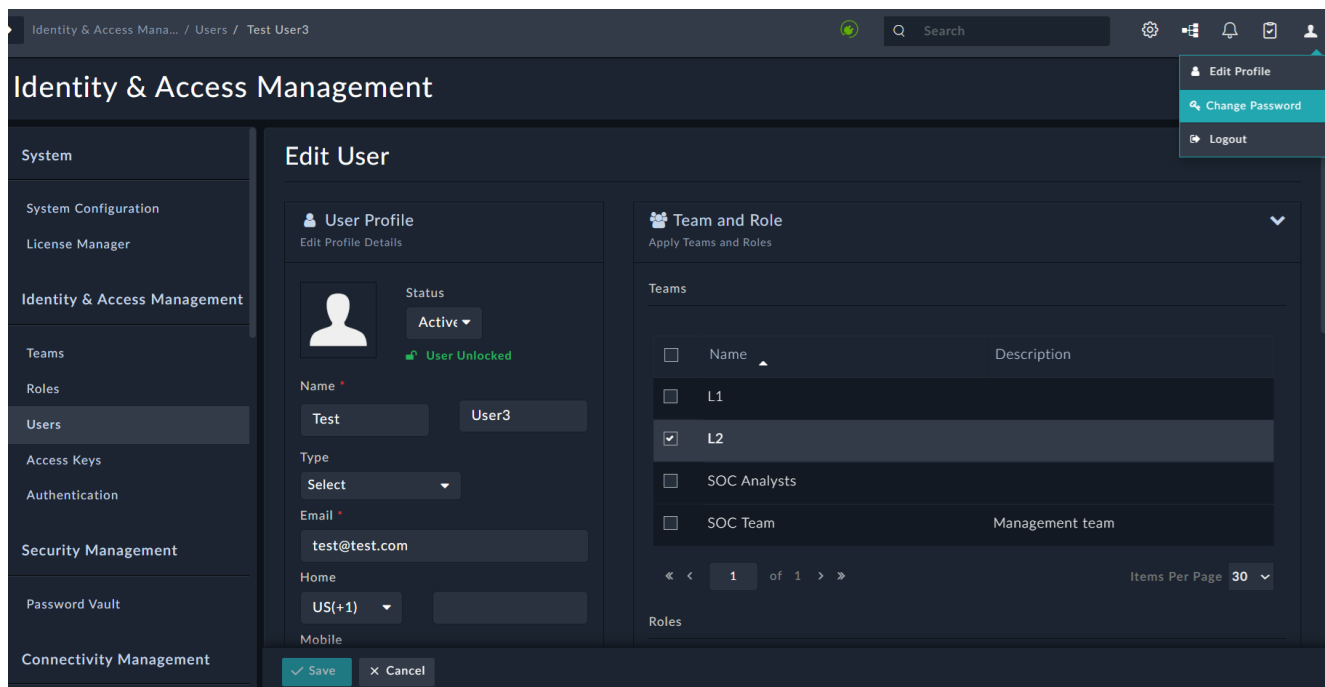 Identity & Access Mana... / Users / Test User3
Search
Edit Profile
Change Password
Logout
Identity & Access Management
System
System Configuration
License Manager
Identity & Access Management
Teams
Roles
Users
Access Keys
Authentication
Security Management
Password Vault
Connectivity Management
Edit User
User Profile
Edit Profile Details
Status
Active
User Unlocked
Name *
Test
User3
Type
Select
Email *
test@test.com
Home
US(+1)
Mobile
Team and Role
Apply Teams and Roles
Teams
Name Description
L1
L2
SOC Analysts
SOC Team Management team
« < 1 of 1 > »
Items Per Page 30
Roles
Save
× Cancel